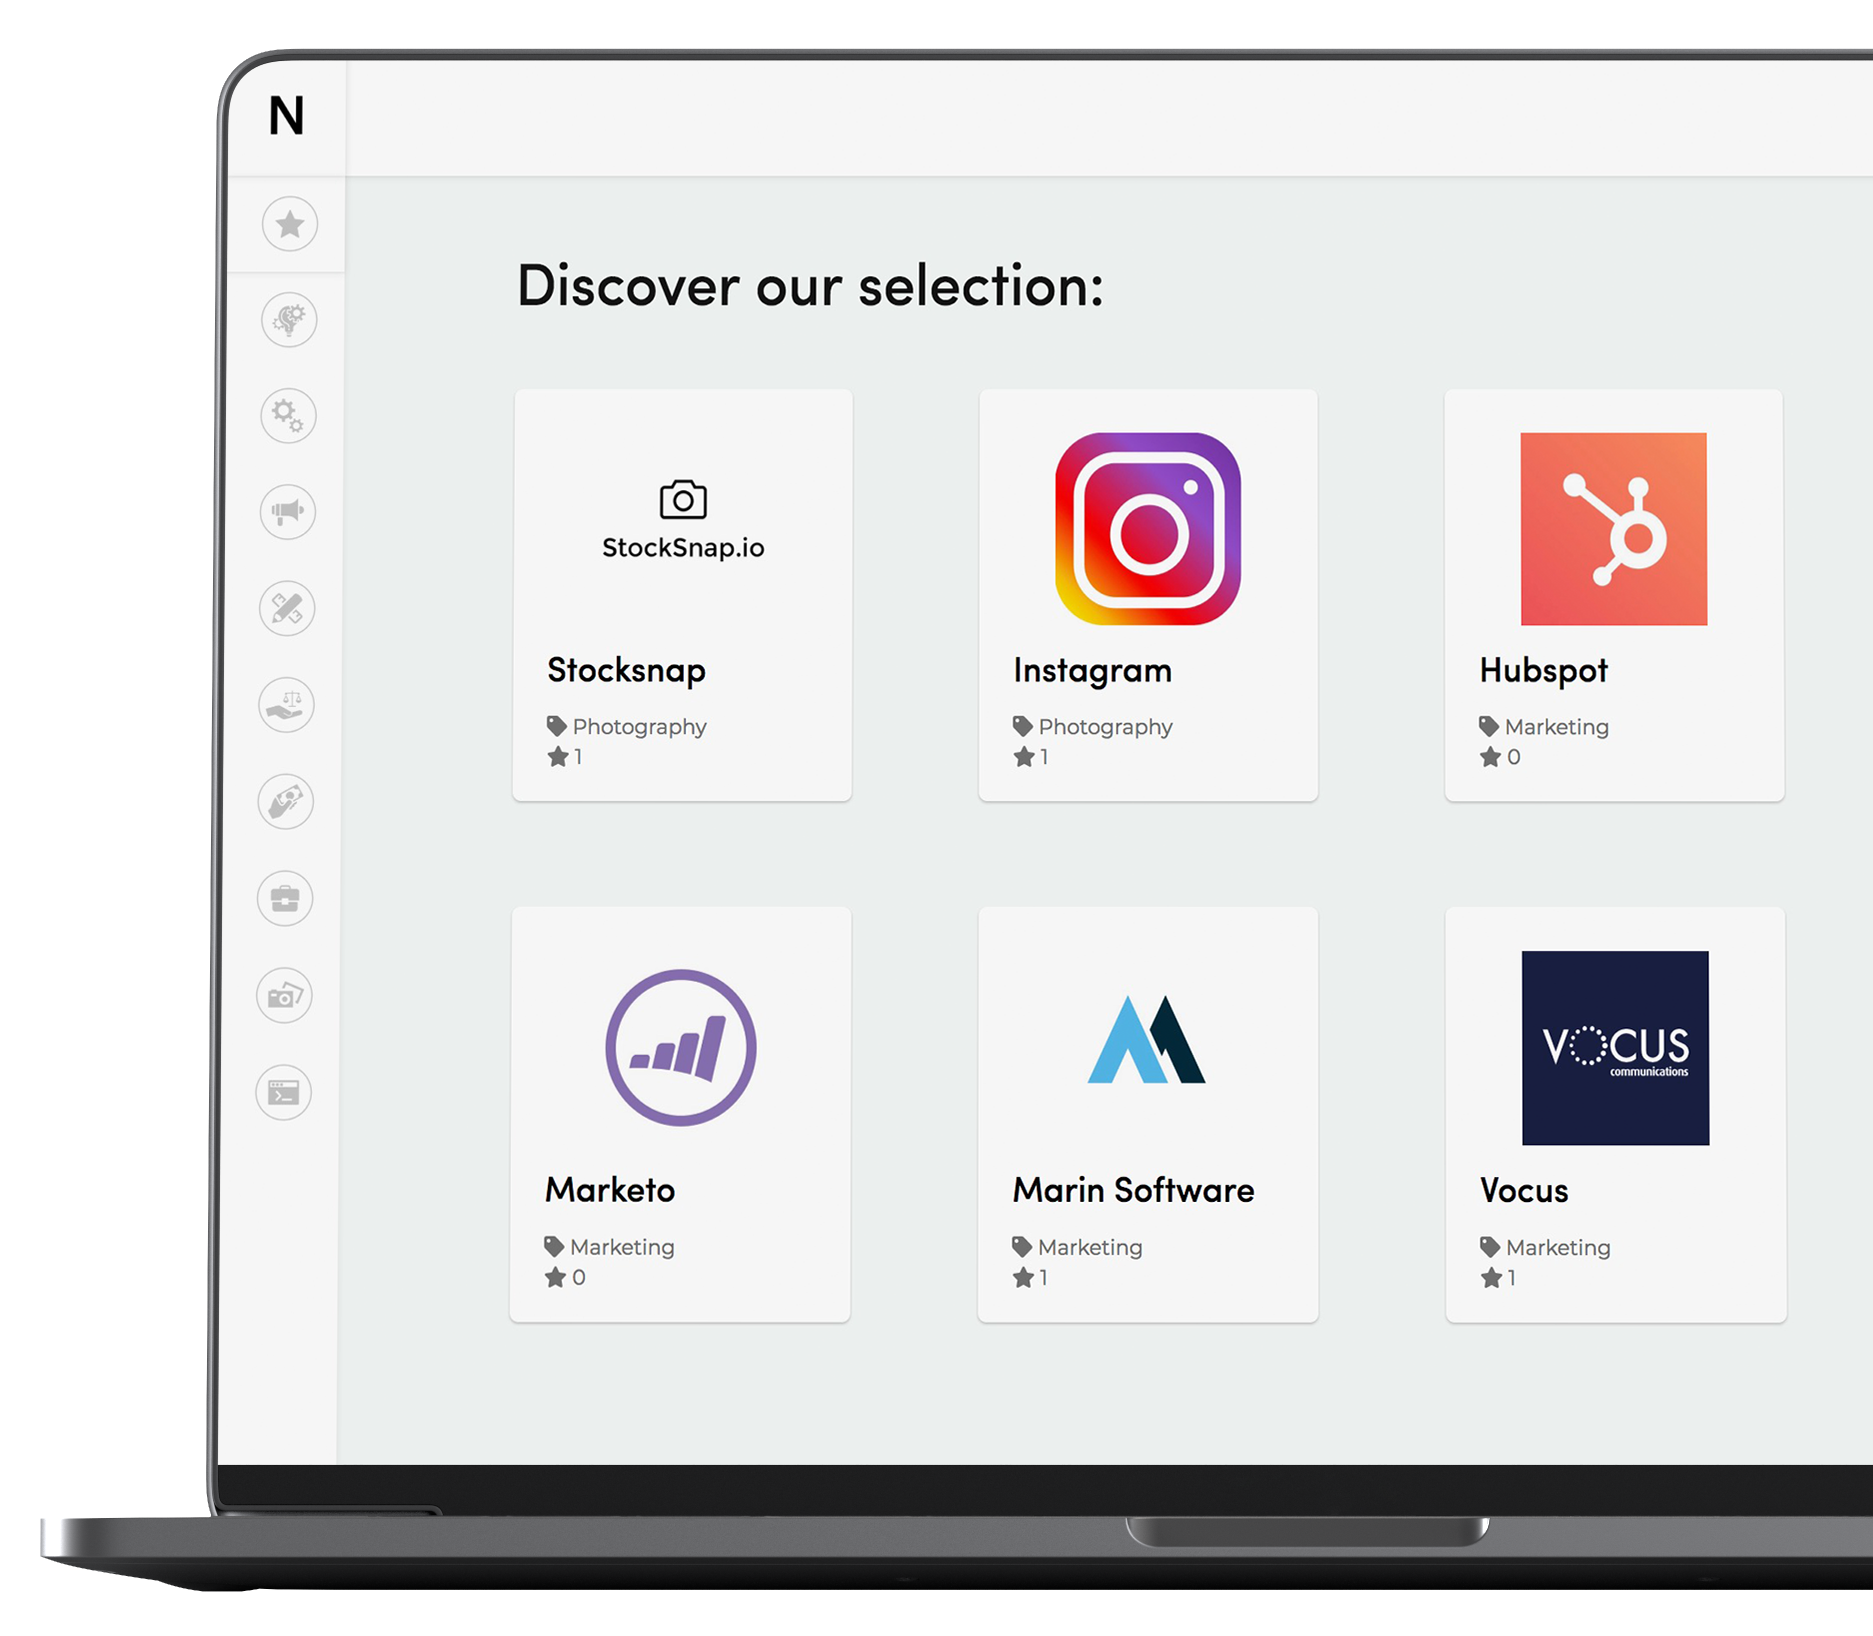 N
Discover our selection:
StockSnap.io
Stocksnap
Photography
1
Instagram
Photography
1
Hubspot
Marketing
0
Marketo
Marketing
0
Marin Software
Marketing
1
VOCUS
communications
Vocus
Marketing
1